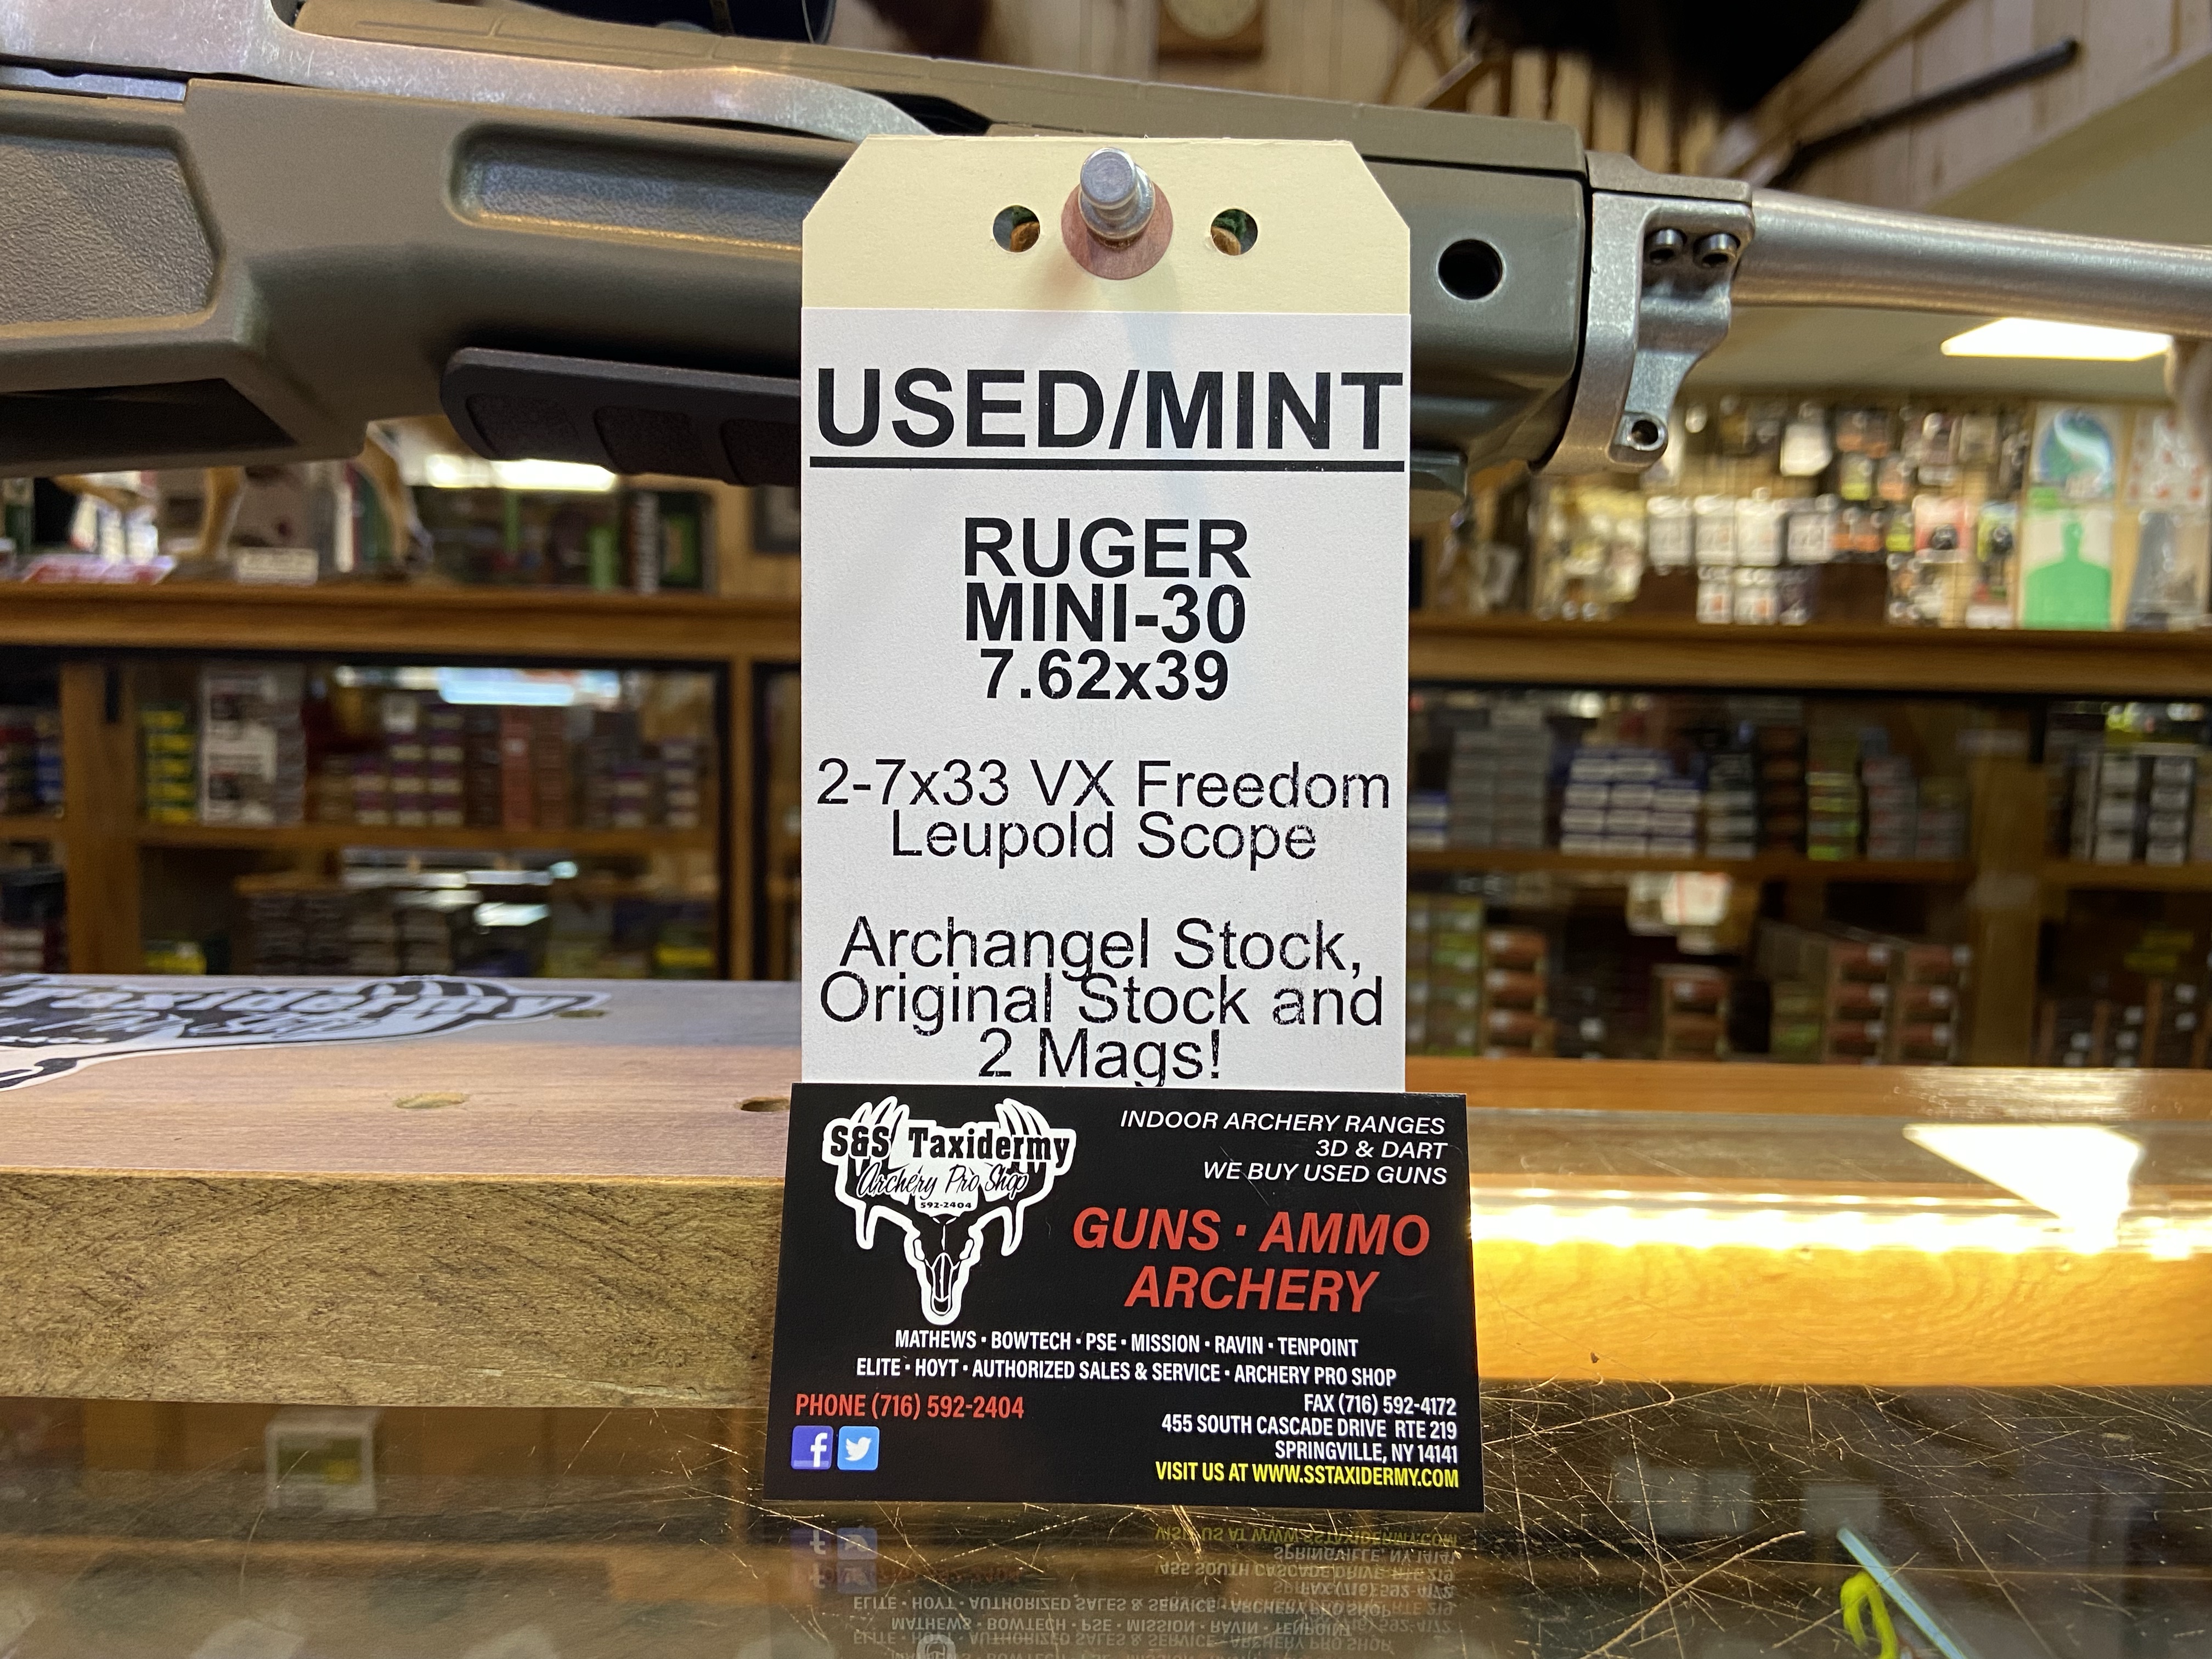 USED/MINT
RUGER
MINI-30
7.62x39
2-7x33 VX Freedom
Leupold Scope
Archangel Stock,
Original Stock and
2 Mags!
S&S Taxidermy
Archery Pro Shop
592-2404
INDOOR ARCHERY RANGES
3D & DART
WE BUY USED GUNS
GUNS · AMMO
ARCHERY
MATHEWS · BOWTECH · PSE · MISSION · RAVIN · TENPOINT
ELITE · HOYT · AUTHORIZED SALES & SERVICE · ARCHERY PRO SHOP
PHONE (716) 592-2404
FAX (716) 592-4172
455 SOUTH CASCADE DRIVE RTE 219
SPRINGVILLE, NY 14141
VISIT US AT WWW.SSTAXIDERMY.COM
Taxidermy